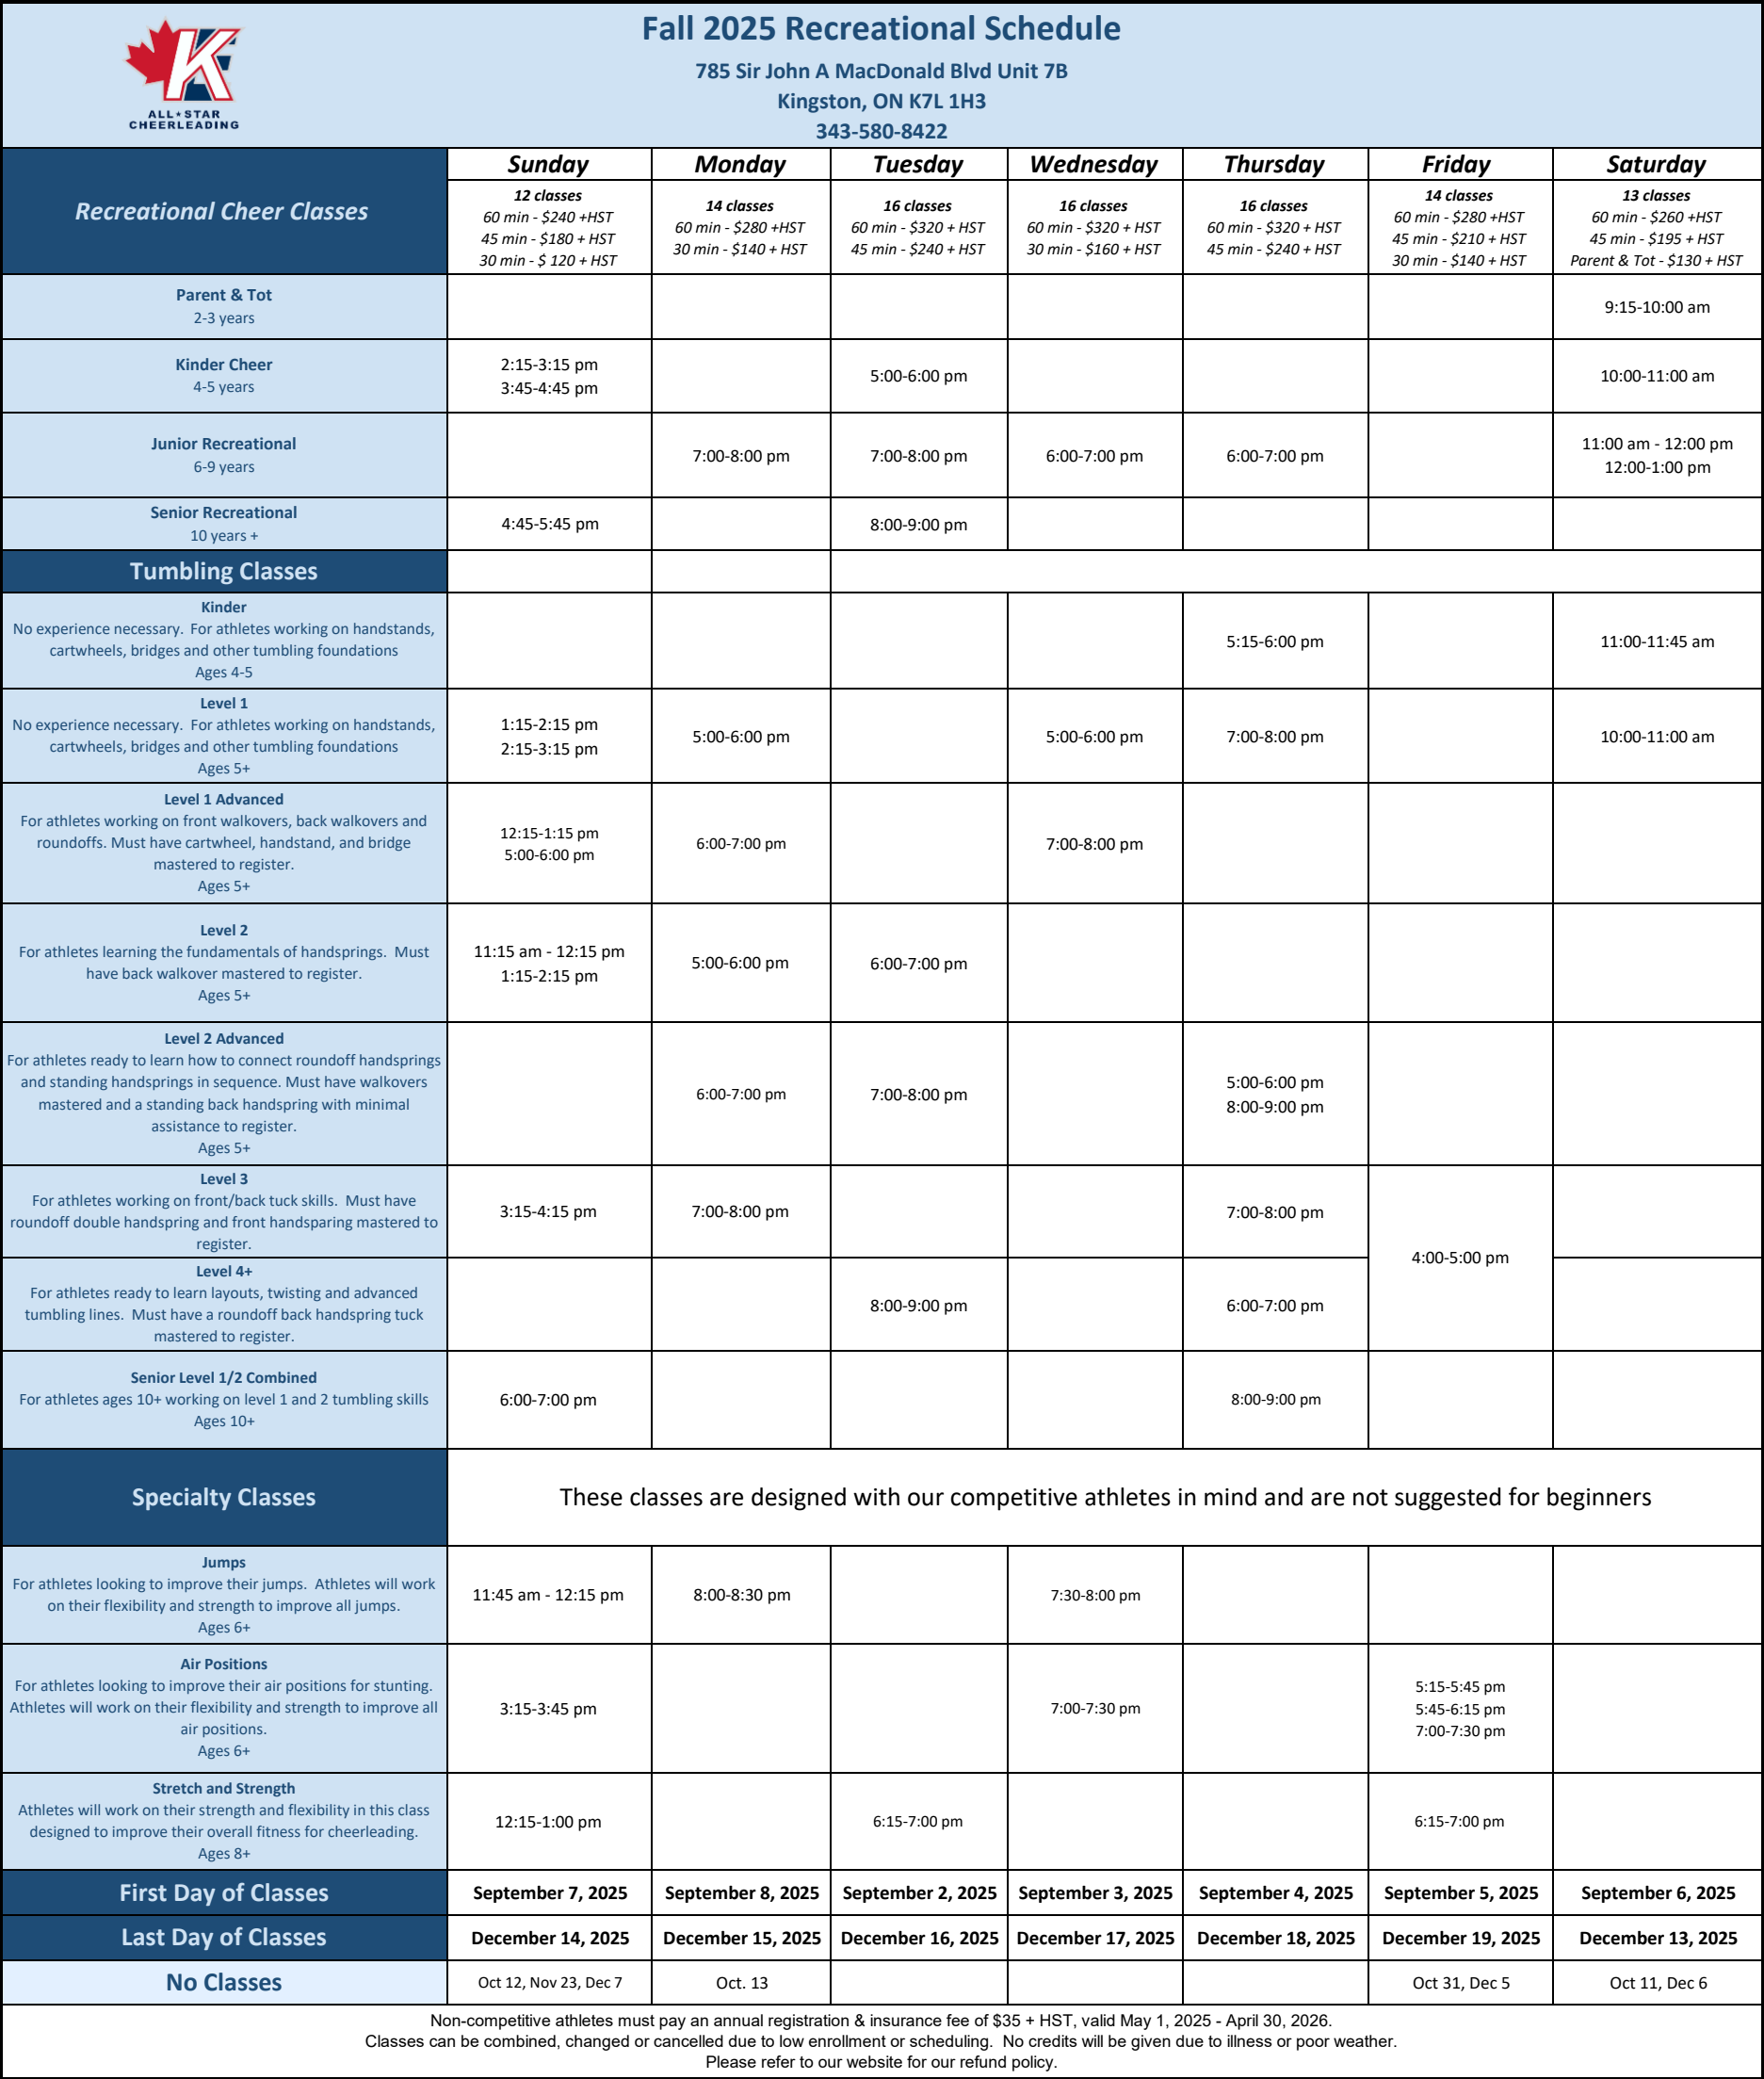 ALL★STAR
CHEERLEADING
Fall 2025 Recreational Schedule
785 Sir John A MacDonald Blvd Unit 7B
Kingston, ON K7L 1H3
343-580-8422
Recreational Cheer Classes
Sunday
Monday
Tuesday
Wednesday
Thursday
Friday
Saturday
12 classes
60 min - $240 +HST
45 min - $180 + HST
30 min - $ 120 + HST
14 classes
60 min - $280 +HST
30 min - $140 + HST
16 classes
60 min - $320 + HST
45 min - $240 + HST
16 classes
60 min - $320 + HST
30 min - $160 + HST
16 classes
60 min - $320 + HST
45 min - $240 + HST
14 classes
60 min - $280 +HST
45 min - $210 + HST
30 min - $140 + HST
13 classes
60 min - $260 +HST
45 min - $195 + HST
Parent & Tot - $130 + HST
Parent & Tot
2-3 years
9:15-10:00 am
Kinder Cheer
4-5 years
2:15-3:15 pm
3:45-4:45 pm
5:00-6:00 pm
10:00-11:00 am
Junior Recreational
6-9 years
7:00-8:00 pm
7:00-8:00 pm
6:00-7:00 pm
6:00-7:00 pm
11:00 am - 12:00 pm
12:00-1:00 pm
Senior Recreational
10 years +
4:45-5:45 pm
8:00-9:00 pm
Tumbling Classes
Kinder
No experience necessary.  For athletes working on handstands,
cartwheels, bridges and other tumbling foundations
Ages 4-5
5:15-6:00 pm
11:00-11:45 am
Level 1
No experience necessary.  For athletes working on handstands,
cartwheels, bridges and other tumbling foundations
Ages 5+
1:15-2:15 pm
2:15-3:15 pm
5:00-6:00 pm
5:00-6:00 pm
7:00-8:00 pm
10:00-11:00 am
Level 1 Advanced
For athletes working on front walkovers, back walkovers and
roundoffs. Must have cartwheel, handstand, and bridge
mastered to register.
Ages 5+
12:15-1:15 pm
5:00-6:00 pm
6:00-7:00 pm
7:00-8:00 pm
Level 2
For athletes learning the fundamentals of handsprings.  Must
have back walkover mastered to register.
Ages 5+
11:15 am - 12:15 pm
1:15-2:15 pm
5:00-6:00 pm
6:00-7:00 pm
Level 2 Advanced
For athletes ready to learn how to connect roundoff handsprings
and standing handsprings in sequence. Must have walkovers
mastered and a standing back handspring with minimal
assistance to register.
Ages 5+
6:00-7:00 pm
7:00-8:00 pm
5:00-6:00 pm
8:00-9:00 pm
Level 3
For athletes working on front/back tuck skills.  Must have
roundoff double handspring and front handsparing mastered to
register.
3:15-4:15 pm
7:00-8:00 pm
7:00-8:00 pm
4:00-5:00 pm
Level 4+
For athletes ready to learn layouts, twisting and advanced
tumbling lines.  Must have a roundoff back handspring tuck
mastered to register.
8:00-9:00 pm
6:00-7:00 pm
Senior Level 1/2 Combined
For athletes ages 10+ working on level 1 and 2 tumbling skills
Ages 10+
6:00-7:00 pm
8:00-9:00 pm
Specialty Classes
These classes are designed with our competitive athletes in mind and are not suggested for beginners
Jumps
For athletes looking to improve their jumps.  Athletes will work
on their flexibility and strength to improve all jumps.
Ages 6+
11:45 am - 12:15 pm
8:00-8:30 pm
7:30-8:00 pm
Air Positions
For athletes looking to improve their air positions for stunting.
Athletes will work on their flexibility and strength to improve all
air positions.
Ages 6+
3:15-3:45 pm
7:00-7:30 pm
5:15-5:45 pm
5:45-6:15 pm
7:00-7:30 pm
Stretch and Strength
Athletes will work on their strength and flexibility in this class
designed to improve their overall fitness for cheerleading.
Ages 8+
12:15-1:00 pm
6:15-7:00 pm
6:15-7:00 pm
First Day of Classes
September 7, 2025
September 8, 2025
September 2, 2025
September 3, 2025
September 4, 2025
September 5, 2025
September 6, 2025
Last Day of Classes
December 14, 2025
December 15, 2025
December 16, 2025
December 17, 2025
December 18, 2025
December 19, 2025
December 13, 2025
No Classes
Oct 12, Nov 23, Dec 7
Oct. 13
Oct 31, Dec 5
Oct 11, Dec 6
Non-competitive athletes must pay an annual registration & insurance fee of $35 + HST, valid May 1, 2025 - April 30, 2026.
Classes can be combined, changed or cancelled due to low enrollment or scheduling.  No credits will be given due to illness or poor weather.
Please refer to our website for our refund policy.